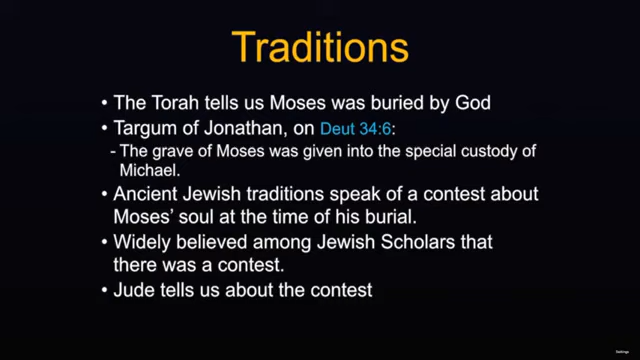 Traditions
• The Torah tells us Moses was buried by God
• Targum of Jonathan, on Deut 34:6:
- The grave of Moses was given into the special custody of
Michael.
• Ancient Jewish traditions speak of a contest about
Moses’ soul at the time of his burial.
• Widely believed among Jewish Scholars that
there was a contest.
• Jude tells us about the contest
Settings